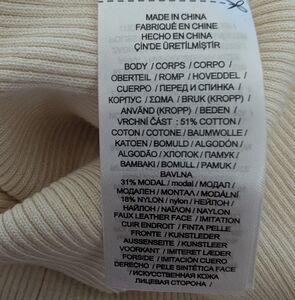 MADE IN CHINA
FABRIQUÉ EN CHINE
HECHO EN CHINA
ÇİN'DE ÜRETİLMİŞTİR
BODY / CORPS / CORPO /
OBERTEIL / ROMP / HOVEDDEL /
CUERPO / ПЕРЕД И СПИНКА /
КОРПУС / ΣΩΜΑ / BRUK (KROPP) /
ANVÄND (KROPP) / BEDEN /
VRCHNÍ ČÁST : 51% COTTON /
COTON / COTONE / BAUMWOLLE /
KATOEN / BOMULD / ALGODÓN /
ALGODÃO / ХЛОПОК / ПАМУК /
BAMBAKI / BOMULL / PAMUK /
BAVLNA
31% MODAL / modal / МОДАЛ /
МОДАЛЕН / MONTAL / MODÁLNÍ
18% NYLON / nylon / НЕЙЛОН /
НАЙЛОН / ΝΑΪΛΟΝ / NAYLON
FAUX LEATHER FACE / IMITATION
CUIR ENDROIT / FINTA PELLE
FRONTE / KUNSTLEDER
AUSSENSEITE / KUNSTLEER
VOORKANT / IMITERET LÆDER
FORSIDE / IMITACIÓN CUERO
DERECHO / PELE SINTÉTICA FACE
/ ИСКУССТВЕННАЯ КОЖА
ЛИЦЕВАЯ СТОРОНА /